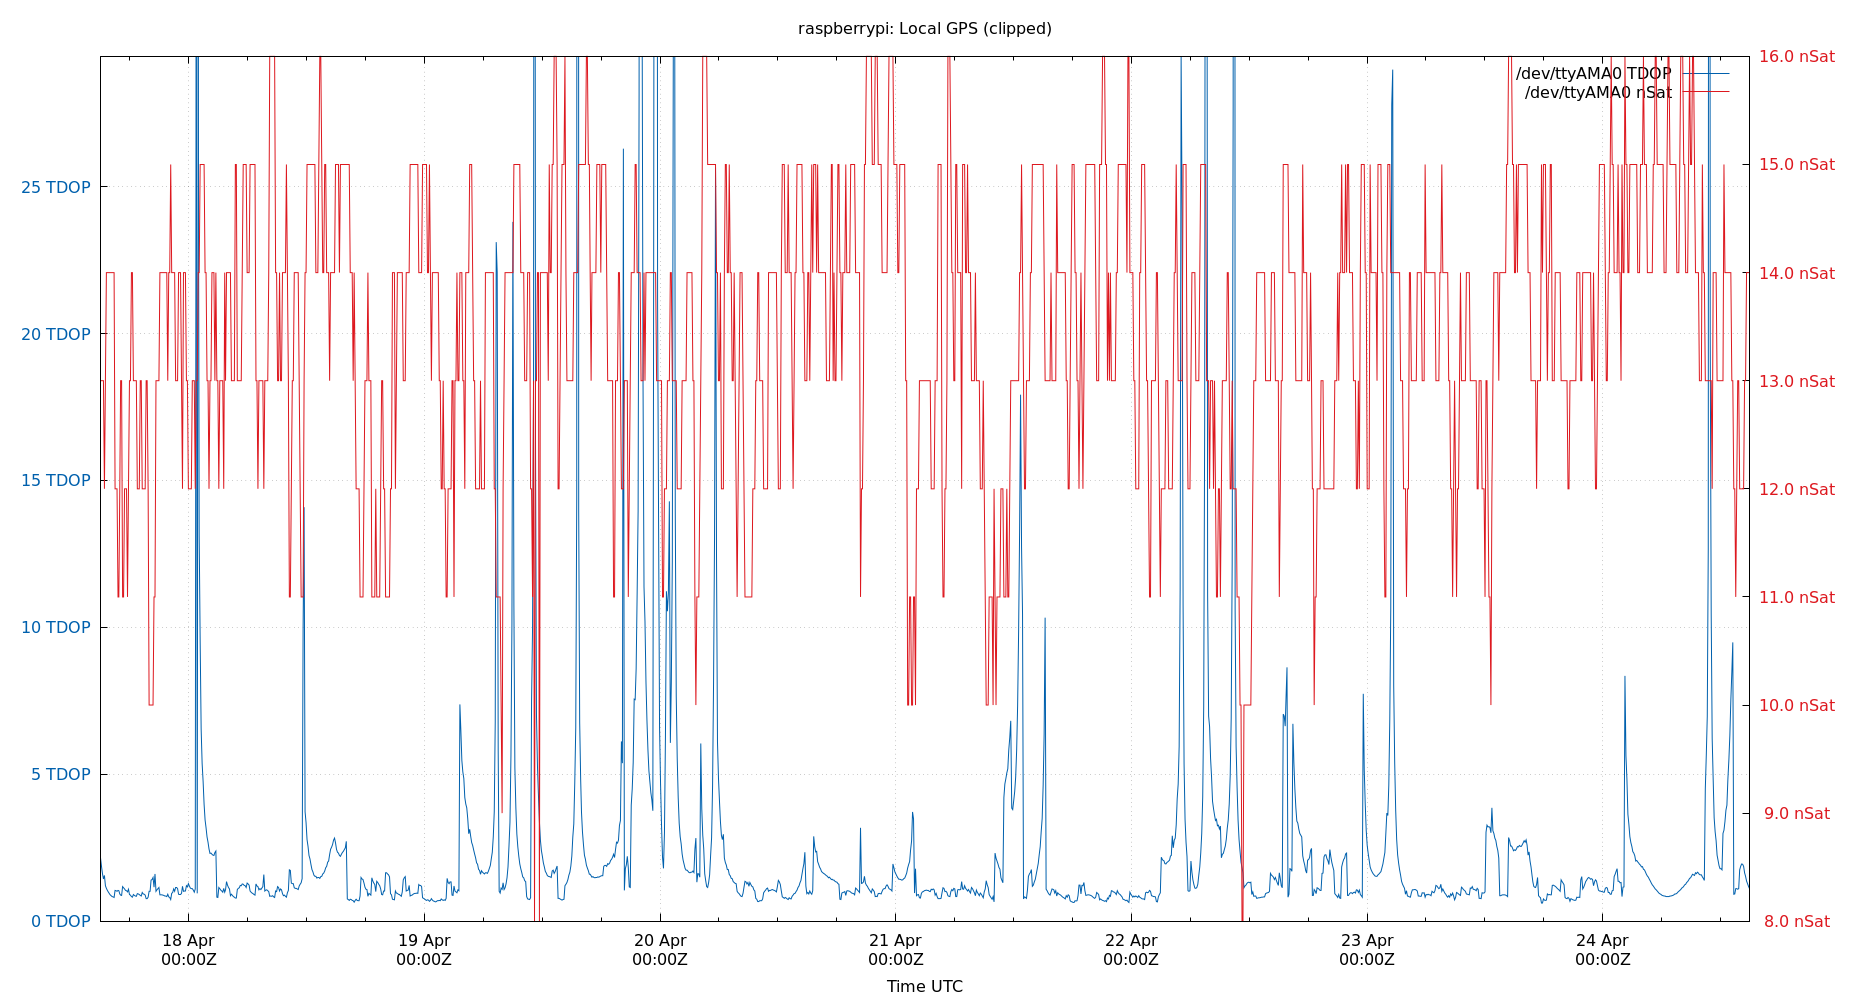 raspberrypi: Local GPS (clipped)
16.0 nSat
/dev/ttyAMA0 TDOP
/dev/ttyAMA0 nSat
15.0 nSat
25 TDOP
14.0 nSat
20 TDOP
13.0 nSat
15 TDOP
12.0 nSat
11.0 nSat
10 TDOP
10.0 nSat
5 TDOP
9.0 nSat
0 TDOP
8.0 nSat
18 Apr
00:00Z
19 Apr
00:00Z
20 Apr
00:00Z
21 Apr
00:00Z
22 Apr
00:00Z
23 Apr
00:00Z
24 Apr
00:00Z
Time UTC